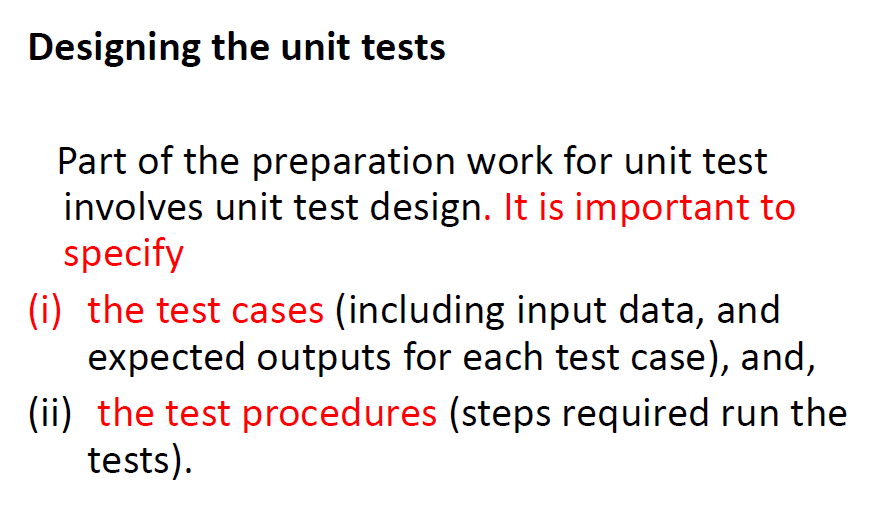 Designing the unit tests
Part of the preparation work for unit test
involves unit test design. It is important to
specify
(i) the test cases (including input data, and
expected outputs for each test case), and,
(ii) the test procedures (steps required run the
tests).